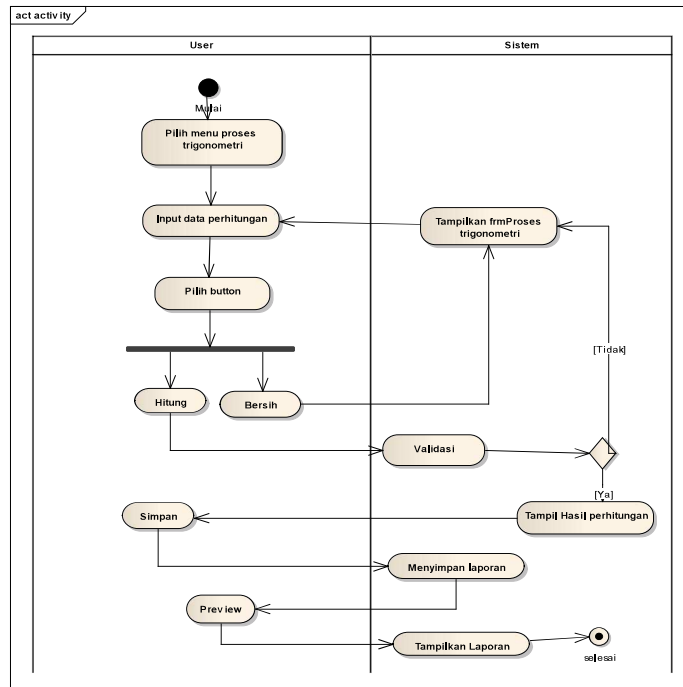 act activity
User
Sistem
Mulai
Pilih menu proses
trigonometri
Input data perhitungan
Tampilkan frmProses
trigonometri
Pilih button
[Tidak]
Hitung
Bersih
Validasi
[Ya]
Simpan
Tampil Hasil perhitungan
Menyimpan laporan
Preview
Tampilkan Laporan
selesai